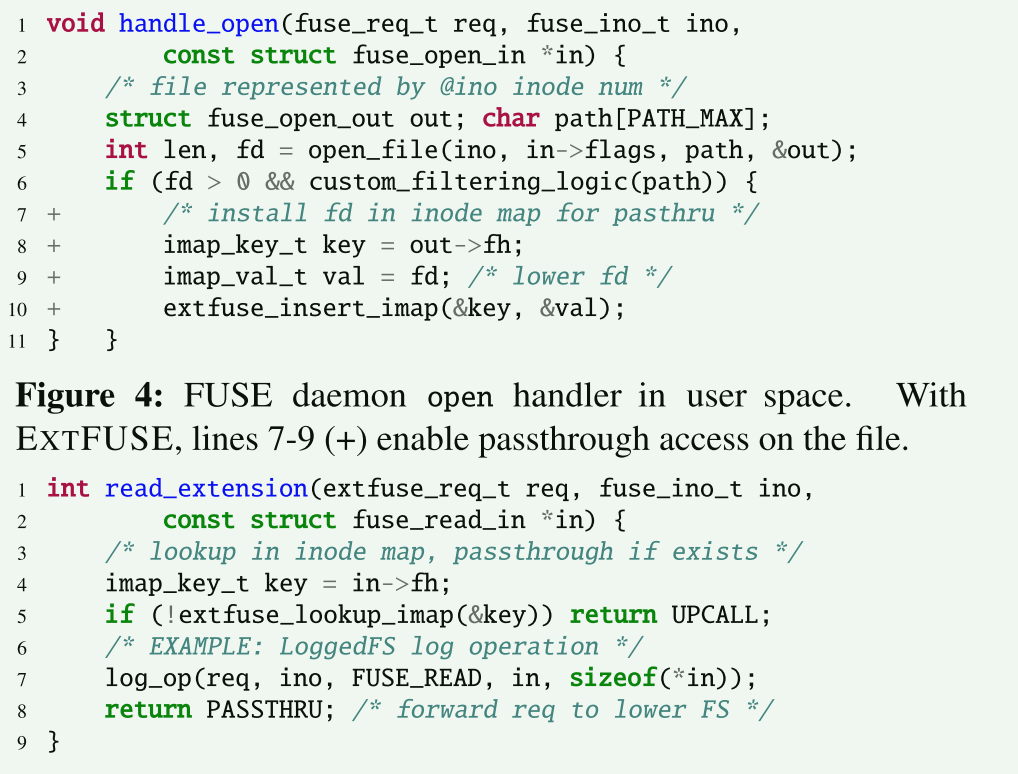 1 void handle_open(fuse_req_t req, fuse_ino_t ino,
2         const struct fuse_open_in *in) {
3     /* file represented by @ino inode num */
4     struct fuse_open_out out; char path[PATH_MAX];
5     int len, fd = open_file(ino, in->flags, path, &out);
6     if (fd > 0 && custom_filtering_logic(path)) {
7 +       /* install fd in inode map for pasthru */
8 +       imap_key_t key = out->fh;
9 +       imap_val_t val = fd; /* lower fd */
10 +       extfuse_insert_imap(&key, &val);
11 }   }
Figure 4: FUSE daemon open handler in user space. With
EXTFUSE, lines 7-9 (+) enable passthrough access on the file.
1 int read_extension(extfuse_req_t req, fuse_ino_t ino,
2         const struct fuse_read_in *in) {
3     /* lookup in inode map, passthrough if exists */
4     imap_key_t key = in->fh;
5     if (!extfuse_lookup_imap(&key)) return UPCALL;
6     /* EXAMPLE: LoggedFS log operation */
7     log_op(req, ino, FUSE_READ, in, sizeof(*in));
8     return PASSTHRU; /* forward req to lower FS */
9 }